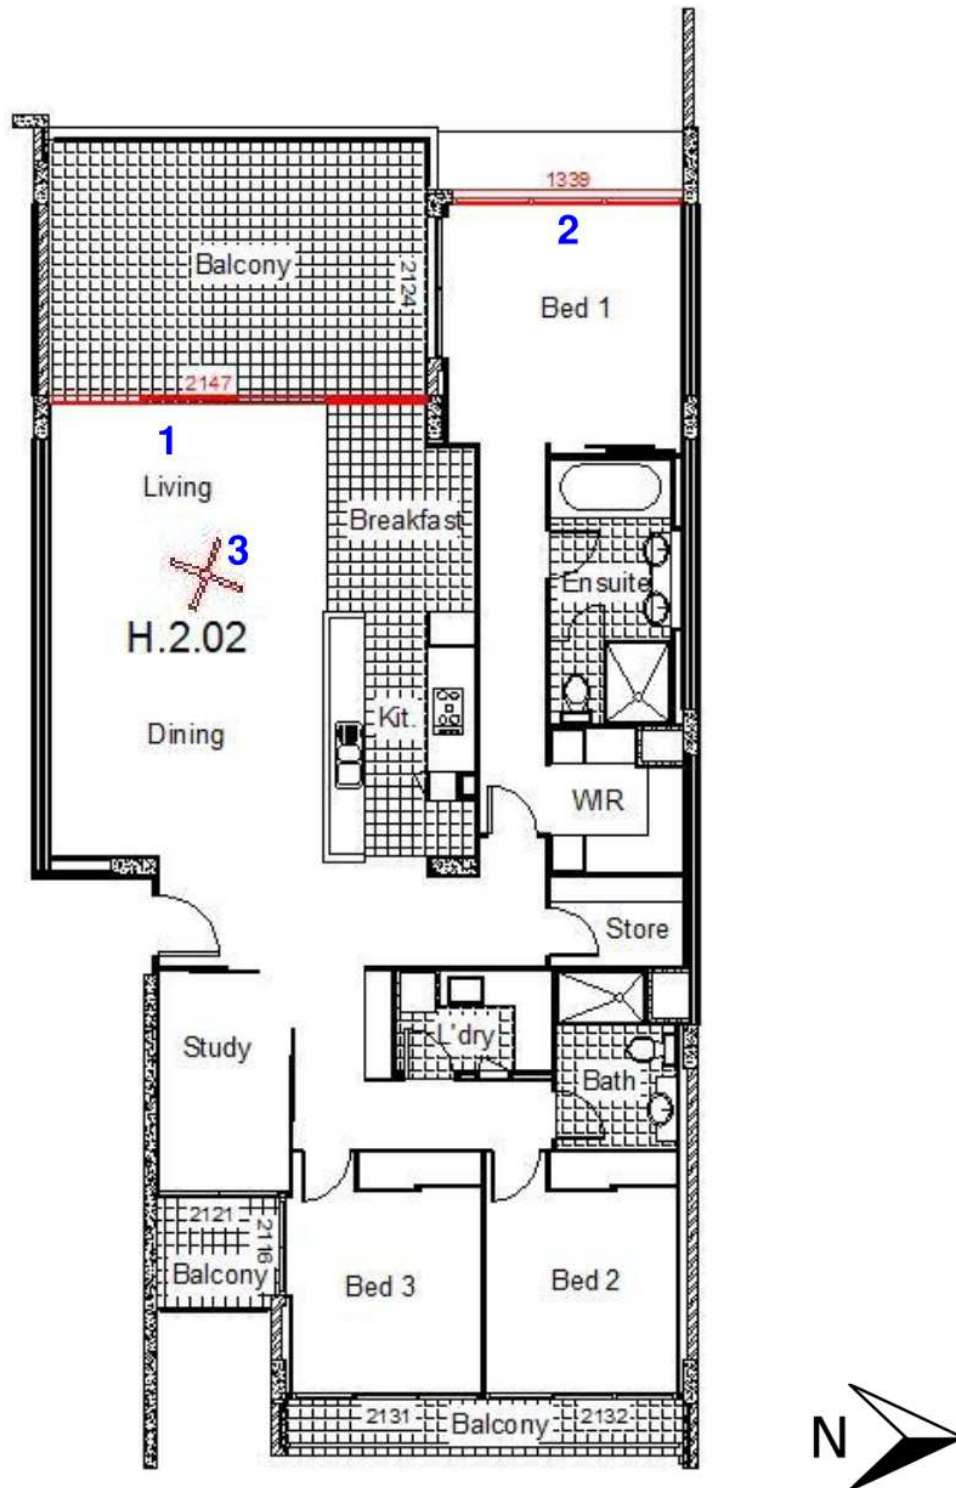 1339
2
Balcony
2124
Bed 1
2147
1
Living
Breakfast
3
Ensuite
H.2.02
Kit.
Dining
WIR
Store
Study
L'dry
Bath
2121
2116
Balcony
Bed 3
Bed 2
2131
Balcony
2132
N